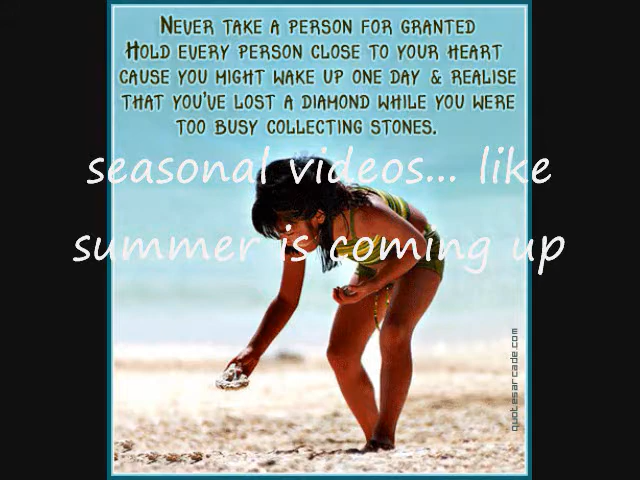 Never take a person for granted
Hold every person close to your heart
cause you might wake up one day & realise
that you've lost a diamond while you were
too busy collecting stones.
seasonal videos... like
summer is coming up
quotesarcade.com